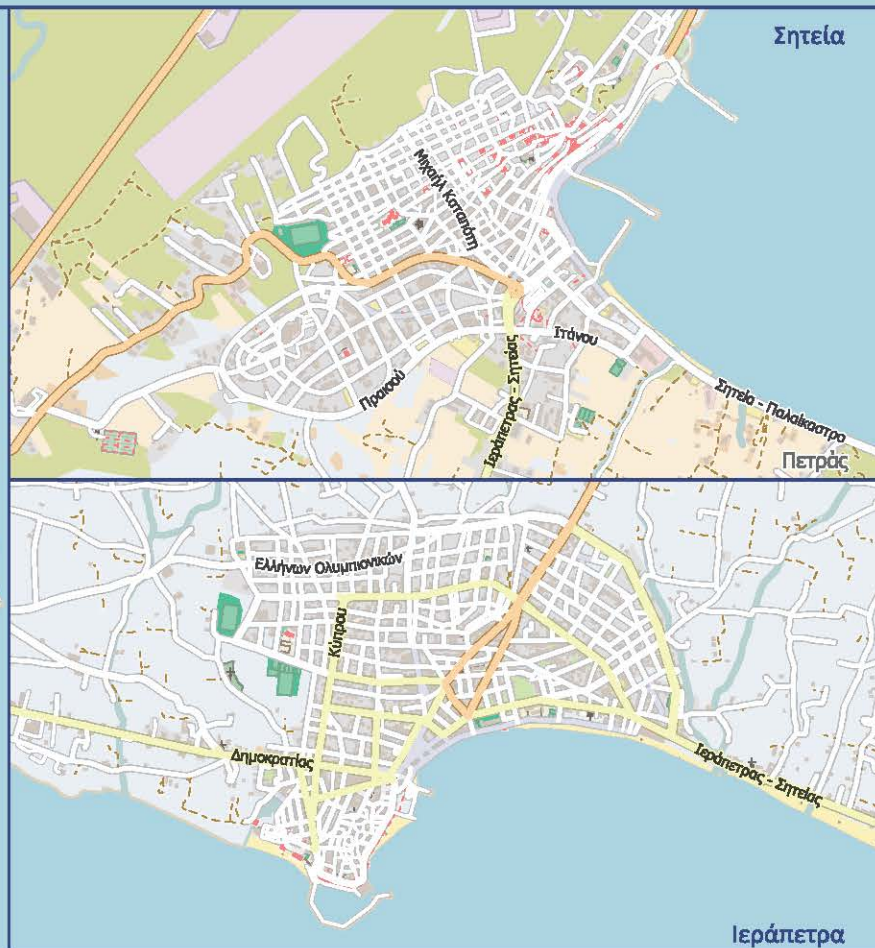 Σητεία
Μιχαήλ Καταπότη
Ιτάνου
Πραισού
Ιεράπετρας - Σητείας
Σητεία - Παλαίκαστρο
Πετράς
Ελλήνων Ολυμπιονικών
Κύπρου
Δημοκρατίας
Ιεράπετρας - Σητείας
Ιεράπετρα